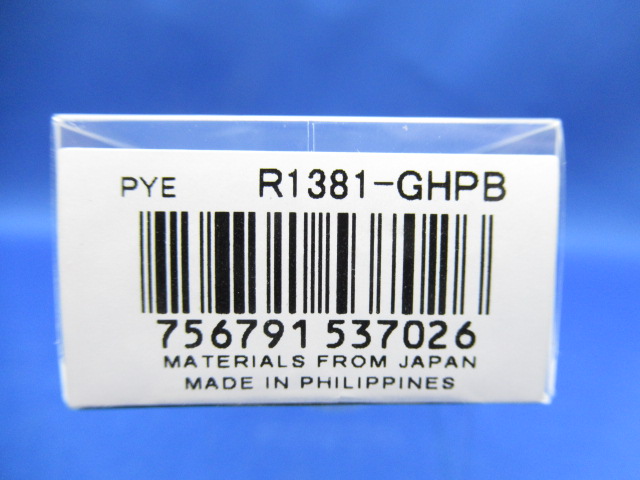 PYE R1381-GHPB
756791 537026
MATERIALS FROM JAPAN
MADE IN PHILIPPINES